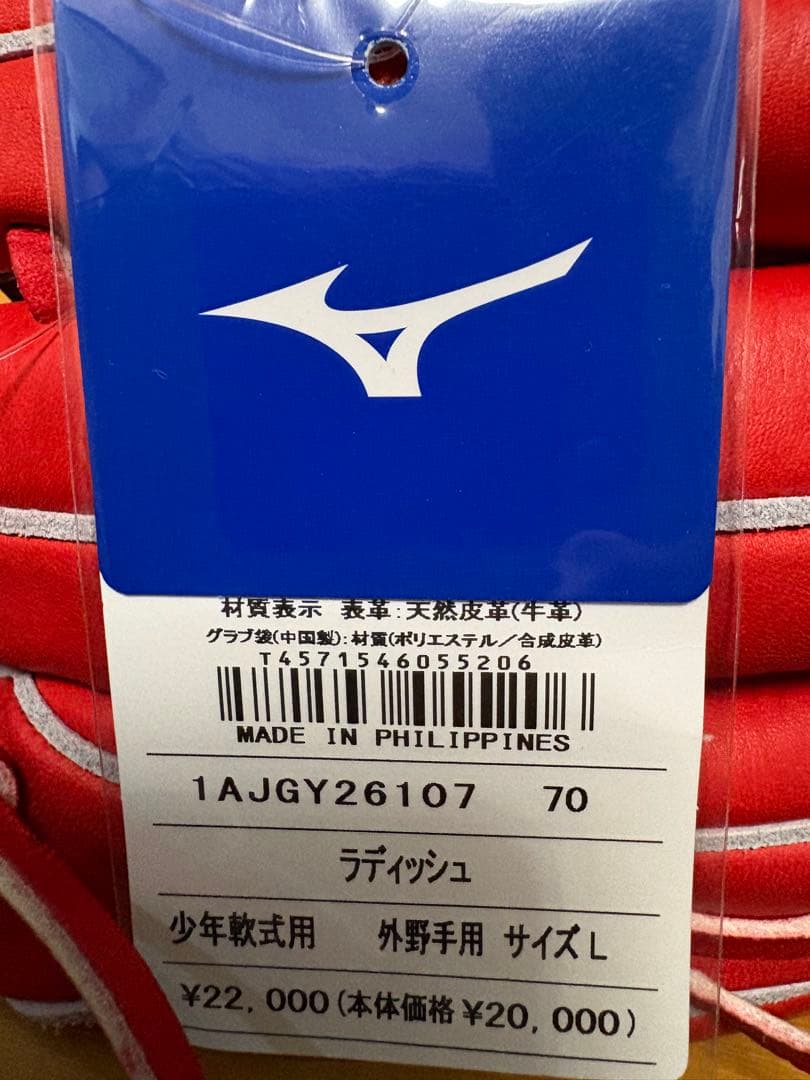 材質表示 表革:天然皮革(牛革)
グラブ袋(中国製):材質(ポリエステル/合成皮革)
T4571546055206
MADE IN PHILIPPINES
1AJGY26107 70
ラディッシュ
少年軟式用 外野手用 サイズL
¥22,000(本体価格¥20,000)